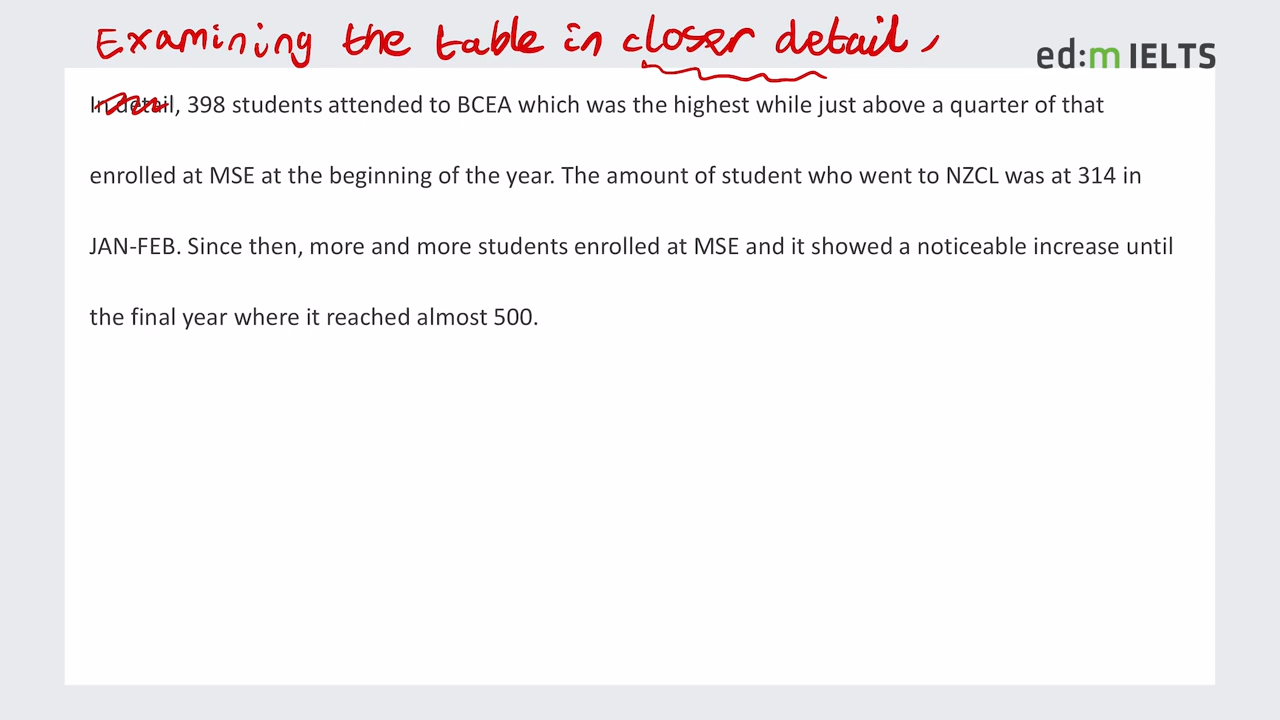 Examining the table in closer detail,
ed:m IELTS
In detail, 398 students attended to BCEA which was the highest while just above a quarter of that
enrolled at MSE at the beginning of the year. The amount of student who went to NZCL was at 314 in
JAN-FEB. Since then, more and more students enrolled at MSE and it showed a noticeable increase until
the final year where it reached almost 500.